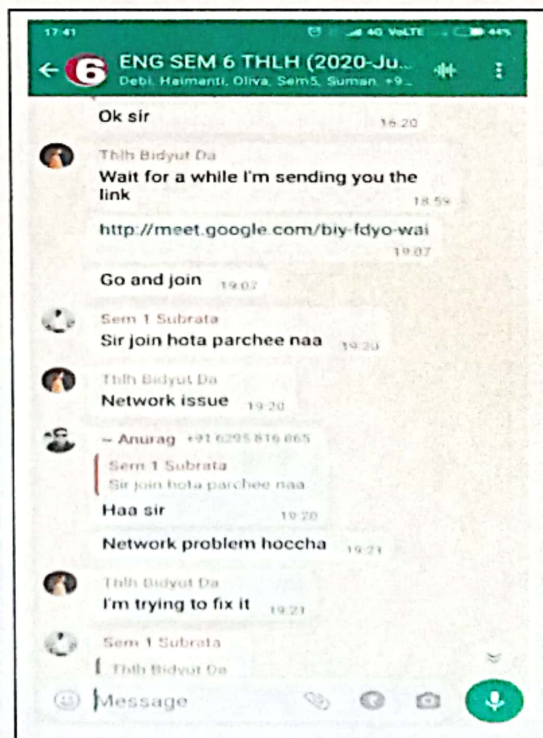 17:41 4G VoLTE 44%
6 ENG SEM 6 THLH (2020-Ju...
Debi, Haimanti, Oliva, Sem5, Suman, +9...
Ok sir 16:20
Thlh Bidyut Da
Wait for a while I'm sending you the
link 18:59
http://meet.google.com/biy-fdyo-wai
19:07
Go and join 19:07
Sem 1 Subrata
Sir join hota parchee naa 19:20
Thlh Bidyut Da
Network issue 19:20
~ Anurag +91 6295 816 065
Sem 1 Subrata
Sir join hota parchee naa
Haa sir 19:20
Network problem hoccha 19:21
Thlh Bidyut Da
I'm trying to fix it 19:21
Sem 1 Subrata
Thlh Bidyut Da
Message